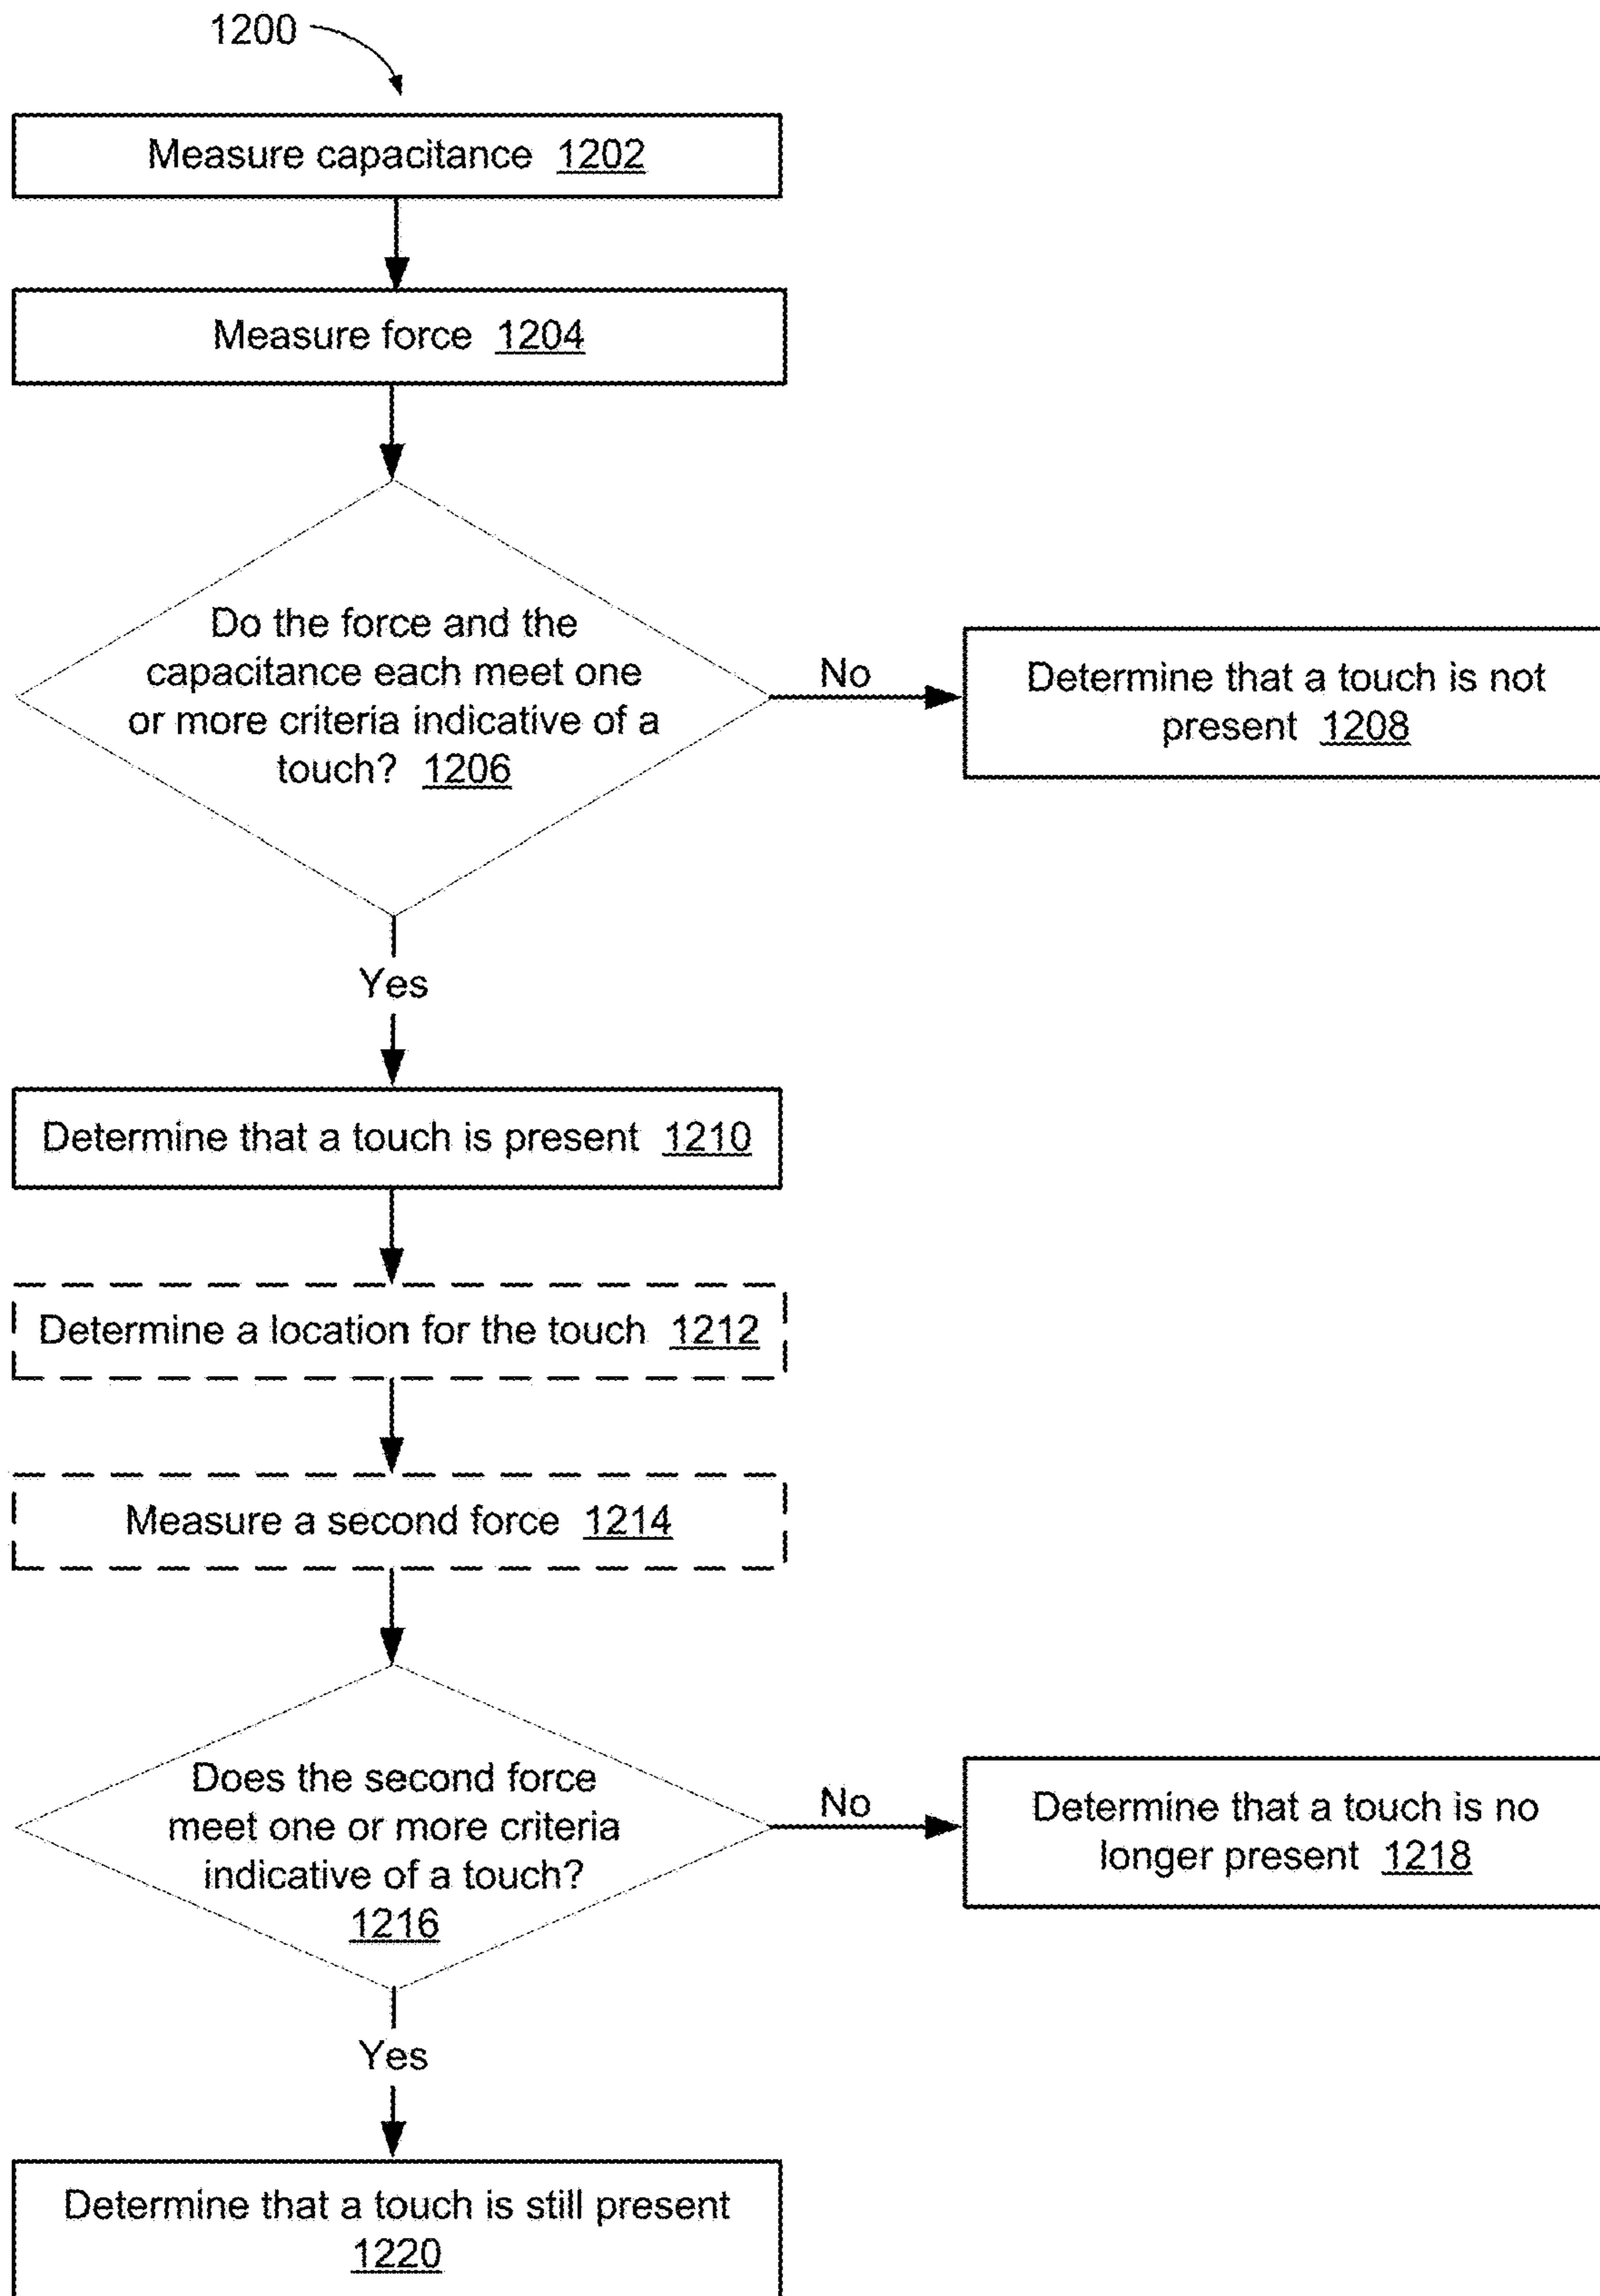 1200
Measure capacitance 1202
Measure force 1204
Do the force and the
capacitance each meet one
or more criteria indicative of a
touch? 1206
No
Determine that a touch is not
present 1208
Yes
Determine that a touch is present 1210
Determine a location for the touch 1212
Measure a second force 1214
Does the second force
meet one or more criteria
indicative of a touch?
1216
No
Determine that a touch is no
longer present 1218
Yes
Determine that a touch is still present
1220